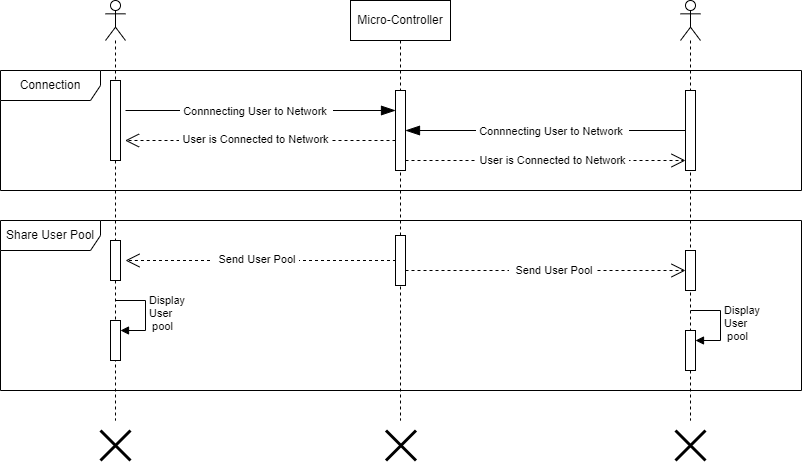 Micro-Controller
Connection
Connnecting User to Network
User is Connected to Network
Connnecting User to Network
User is Connected to Network
Share User Pool
Send User Pool
Send User Pool
Display
User
pool
Display
User
pool